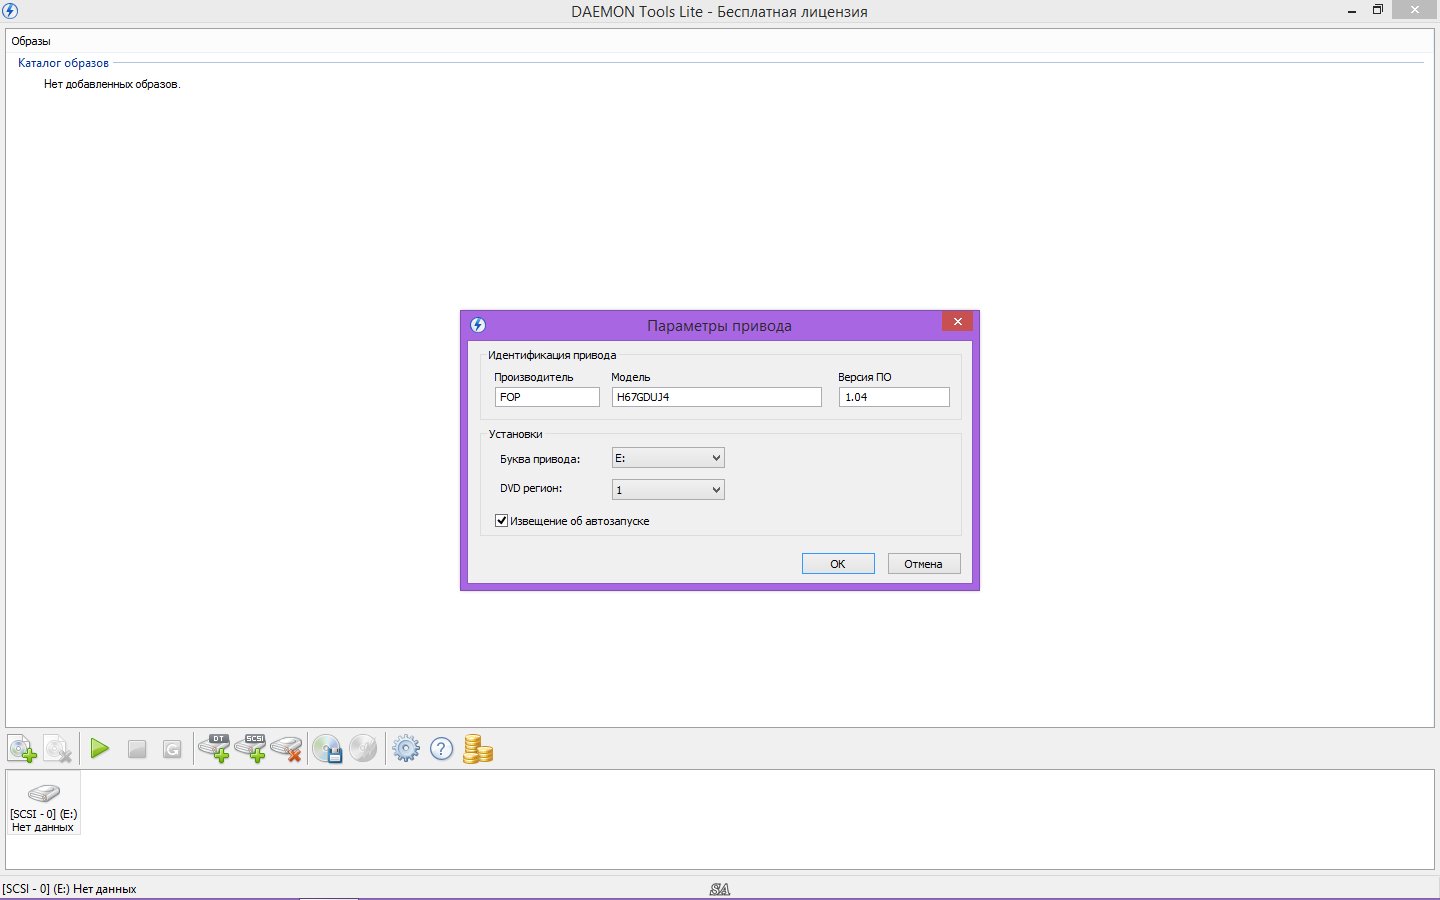 DAEMON Tools Lite - Бесплатная лицензия
Образы
Каталог образов
Нет добавленных образов.
Параметры привода
Идентификация привода
Производитель Модель Версия ПО
FOP H67GDUJ4 1.04
Установки
Буква привода: E:
DVD регион: 1
Извещение об автозапуске
OK Отмена
DT SCSI
[SCSI - 0] (E:)
Нет данных
[SCSI - 0] (E:) Нет данных SA